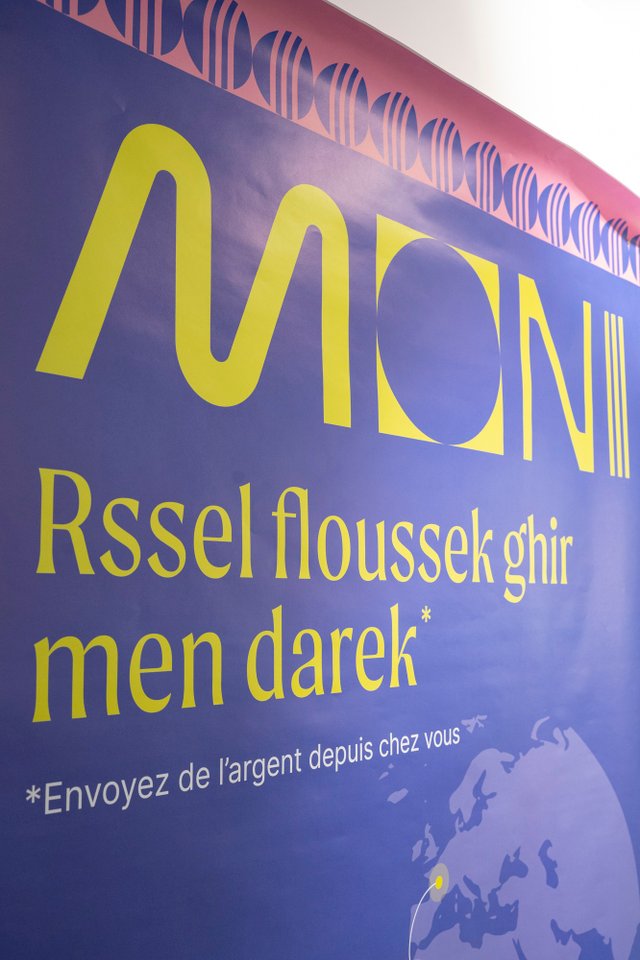 MONI
Rssel floussek ghir
men darek*
*Envoyez de l'argent depuis chez vous